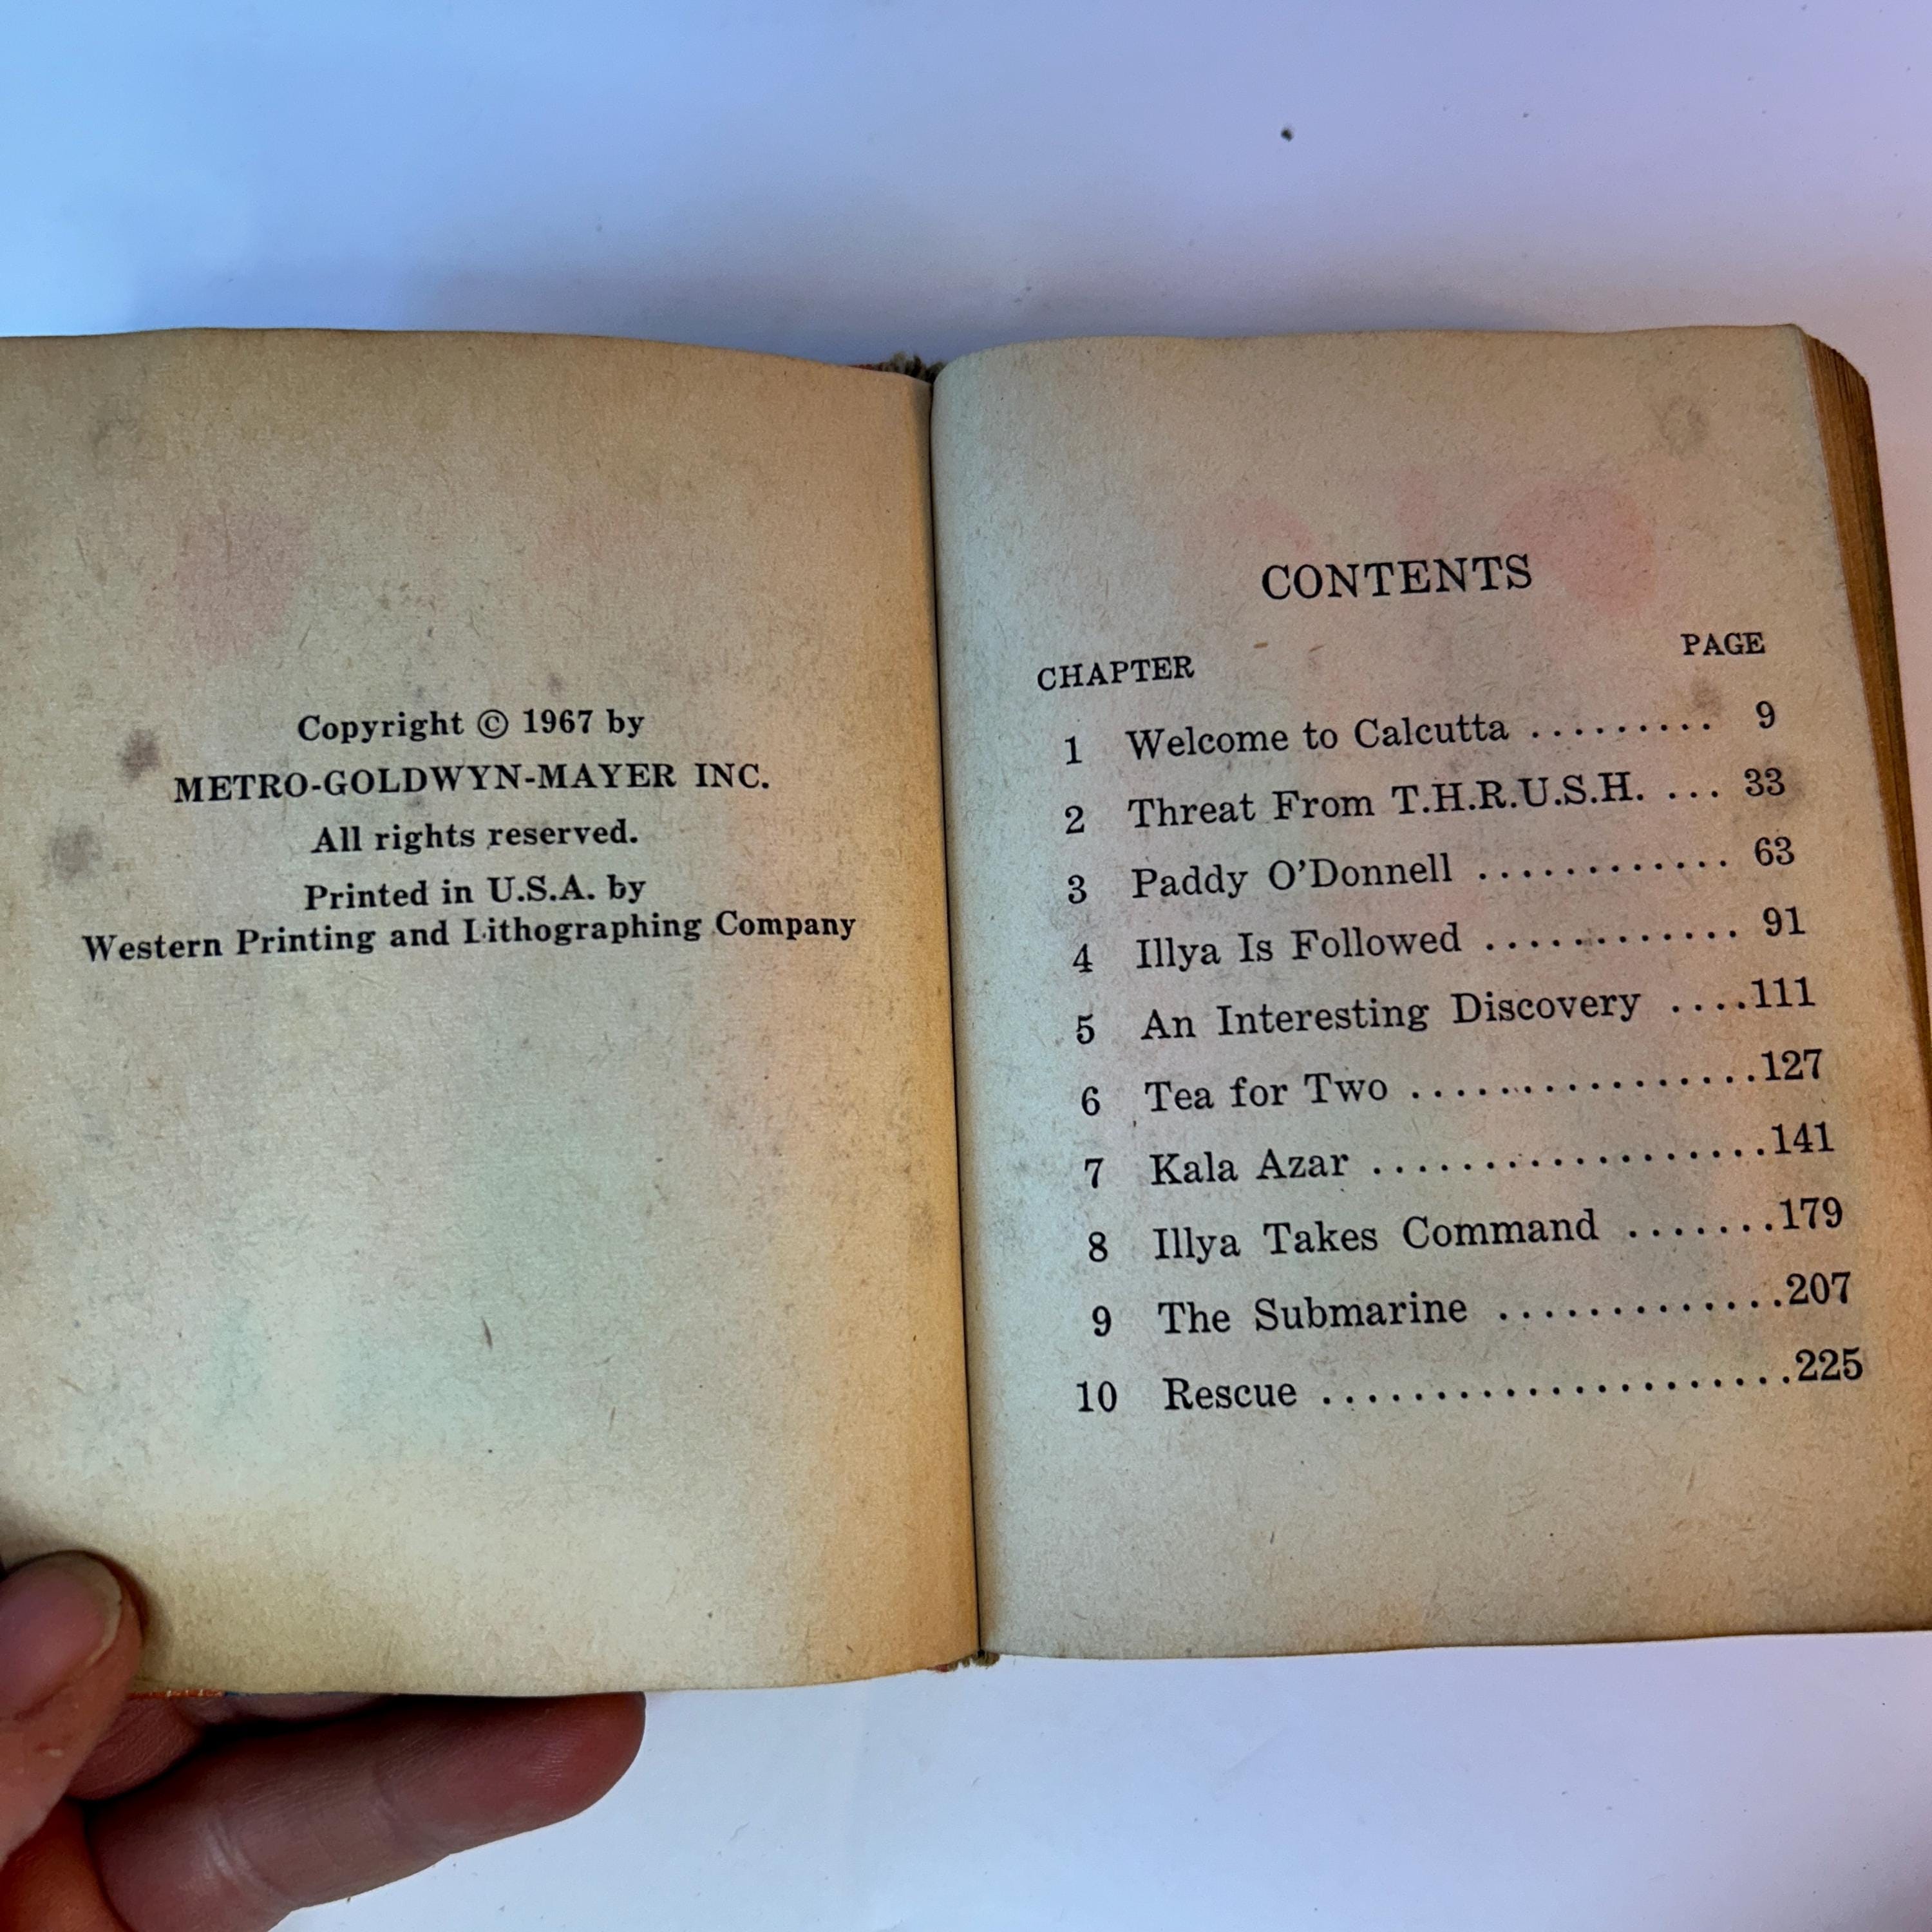 Copyright © 1967 by
METRO-GOLDWYN-MAYER INC.
All rights reserved.
Printed in U.S.A. by
Western Printing and Lithographing Company
CONTENTS
CHAPTER PAGE
1 Welcome to Calcutta ......... 9
2 Threat From T.H.R.U.S.H. ... 33
3 Paddy O'Donnell ............ 63
4 Illya Is Followed ............ 91
5 An Interesting Discovery ....111
6 Tea for Two ................127
7 Kala Azar ..................141
8 Illya Takes Command .......179
9 The Submarine .............207
10 Rescue .....................225